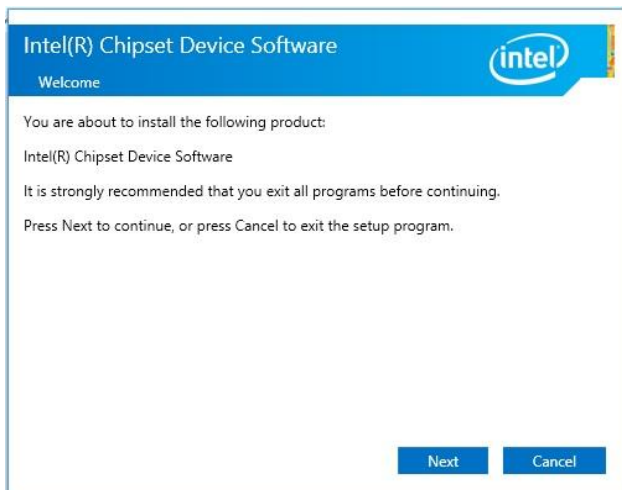 Intel(R) Chipset Device Software
intel
Welcome
You are about to install the following product:
Intel(R) Chipset Device Software
It is strongly recommended that you exit all programs before continuing.
Press Next to continue, or press Cancel to exit the setup program.
Next
Cancel